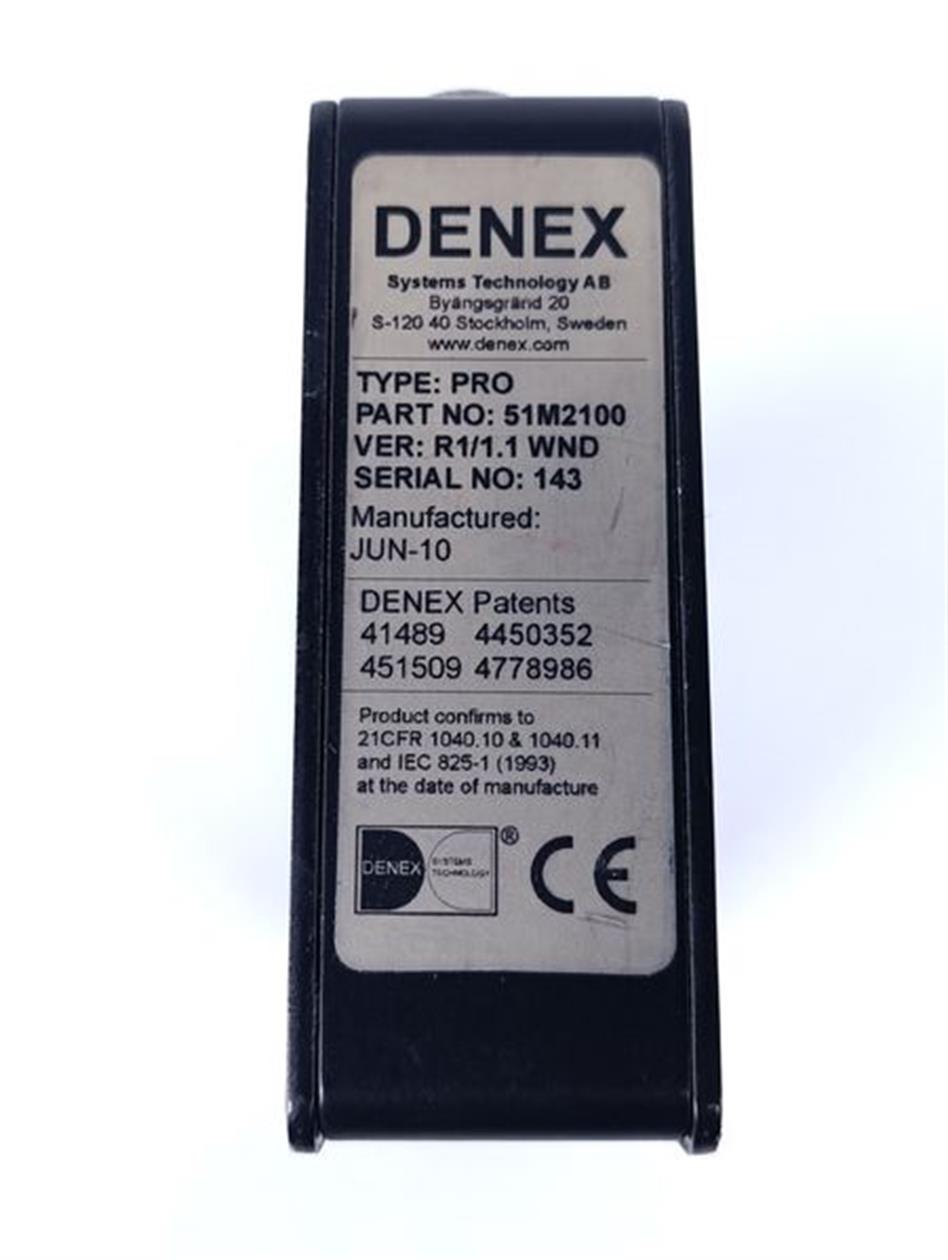 DENEX
Systems Technology AB
Byängsgränd 20
S-120 40 Stockholm, Sweden
www.denex.com
TYPE: PRO
PART NO: 51M2100
VER: R1/1.1 WND
SERIAL NO: 143
Manufactured:
JUN-10
DENEX Patents
41489 4450352
451509 4778986
Product confirms to
21CFR 1040.10 & 1040.11
and IEC 825-1 (1993)
at the date of manufacture
DENEX SYSTEMS TECHNOLOGY ® CE